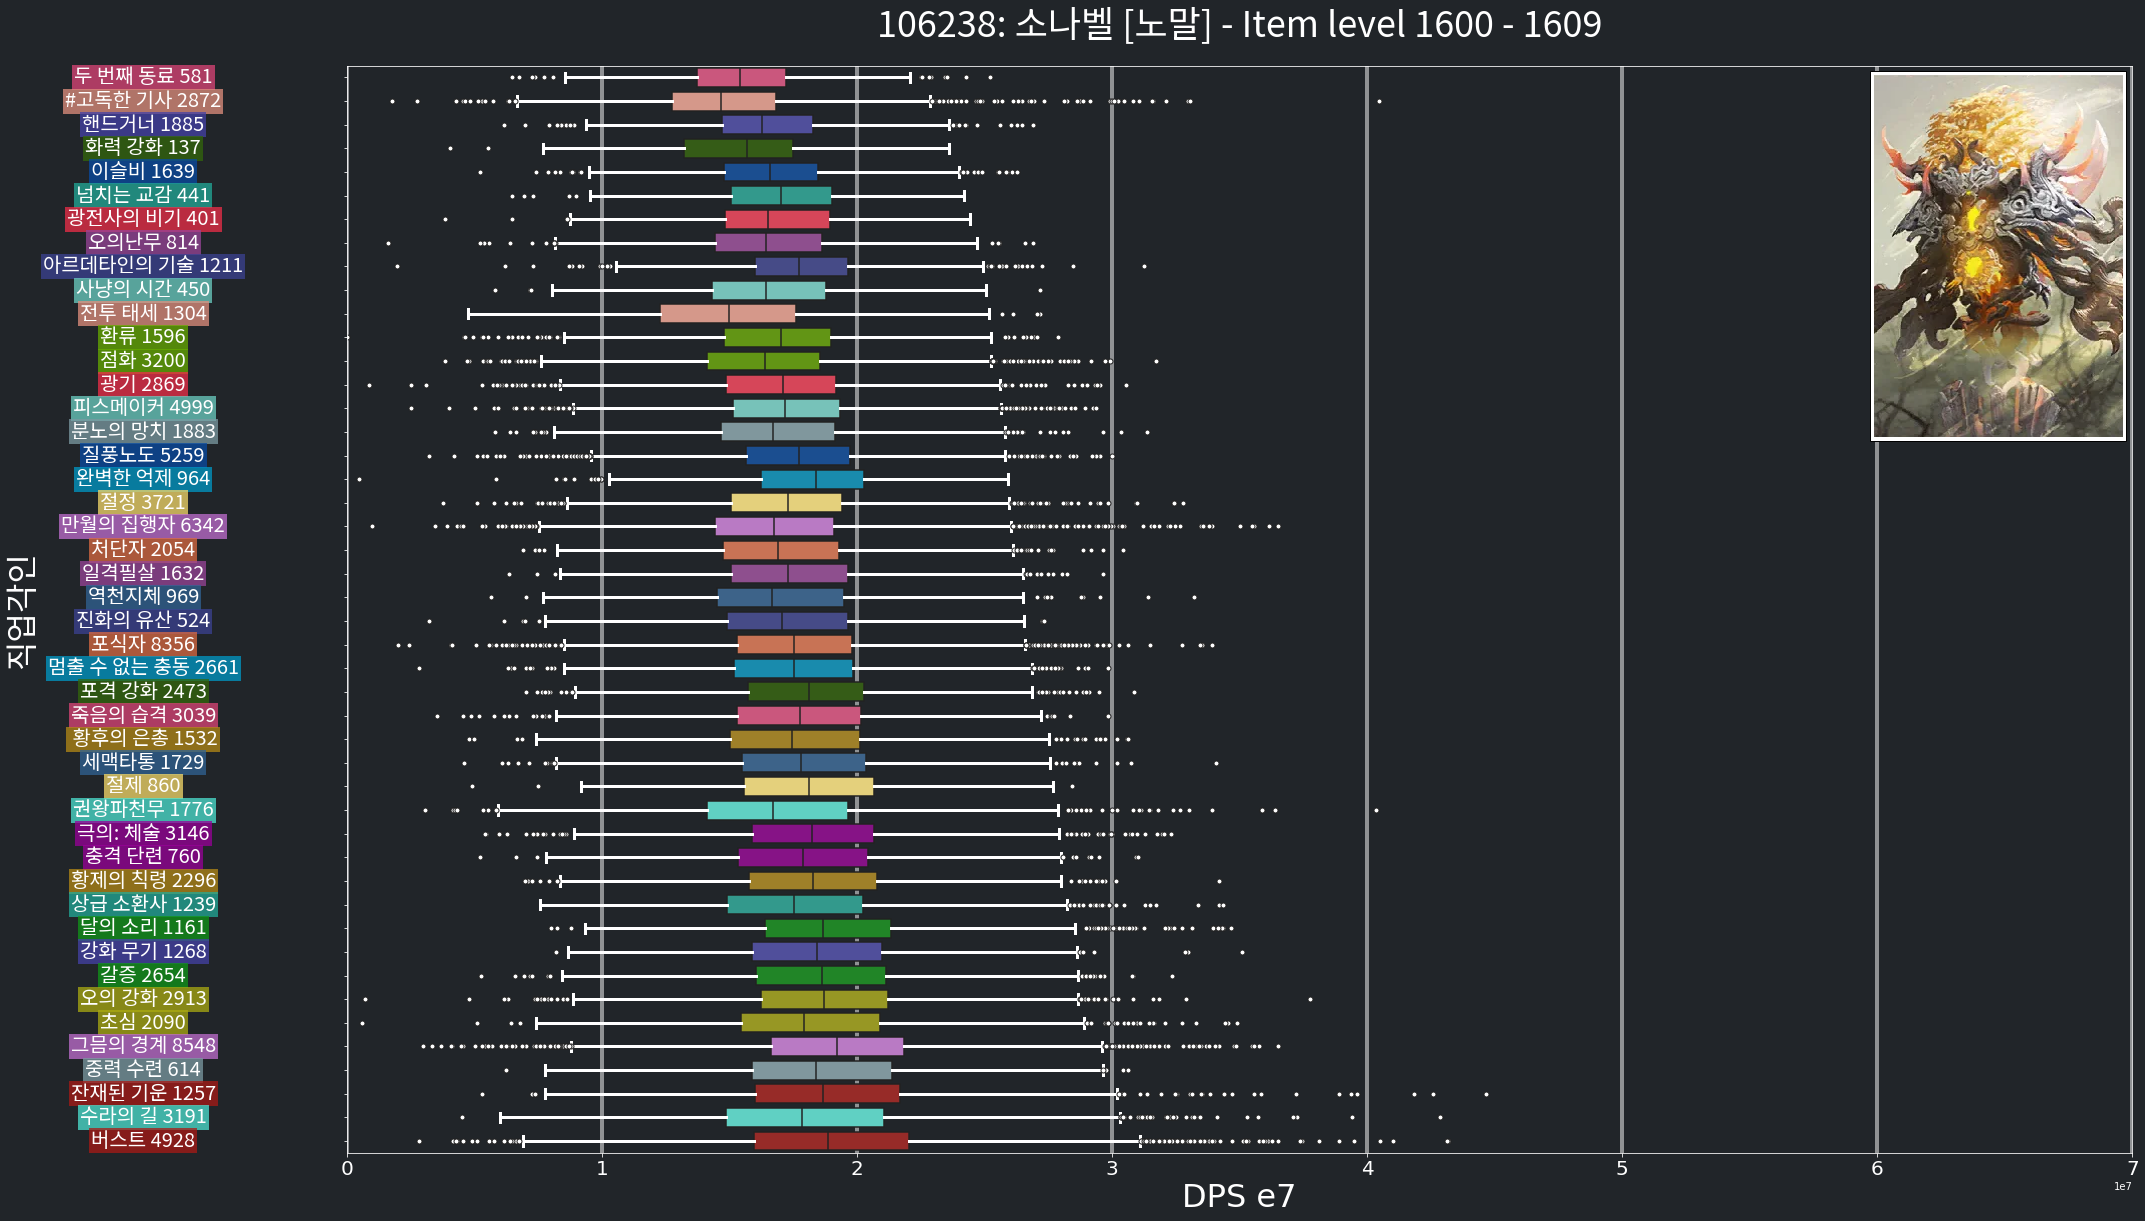 106238: 소나벨 [노말] - Item level 1600 - 1609
직업각인
두 번째 동료 581
#고독한 기사 2872
핸드거너 1885
화력 강화 137
이슬비 1639
넘치는 교감 441
광전사의 비기 401
오의난무 814
아르데타인의 기술 1211
사냥의 시간 450
전투 태세 1304
환류 1596
점화 3200
광기 2869
피스메이커 4999
분노의 망치 1883
질풍노도 5259
완벽한 억제 964
절정 3721
만월의 집행자 6342
처단자 2054
일격필살 1632
역천지체 969
진화의 유산 524
포식자 8356
멈출 수 없는 충동 2661
포격 강화 2473
죽음의 습격 3039
황후의 은총 1532
세맥타통 1729
절제 860
권왕파천무 1776
극의: 체술 3146
충격 단련 760
황제의 칙령 2296
상급 소환사 1239
달의 소리 1161
강화 무기 1268
갈증 2654
오의 강화 2913
초심 2090
그믐의 경계 8548
중력 수련 614
잔재된 기운 1257
수라의 길 3191
버스트 4928
0 1 2 3 4 5 6 7
1e7
DPS e7